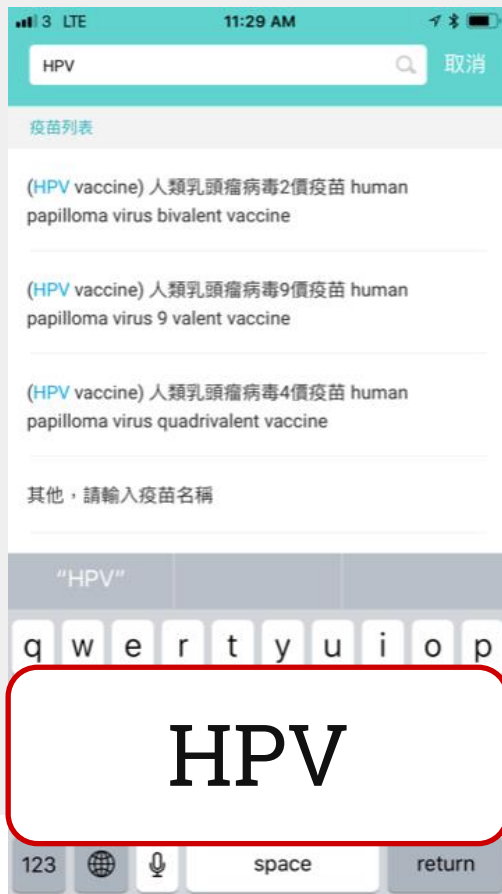 3 LTE 11:29 AM
HPV 取消
疫苗列表
(HPV vaccine) 人類乳頭瘤病毒2價疫苗 human
papilloma virus bivalent vaccine
(HPV vaccine) 人類乳頭瘤病毒9價疫苗 human
papilloma virus 9 valent vaccine
(HPV vaccine) 人類乳頭瘤病毒4價疫苗 human
papilloma virus quadrivalent vaccine
其他，請輸入疫苗名稱
“HPV”
q w e r t y u i o p
HPV
123 space return